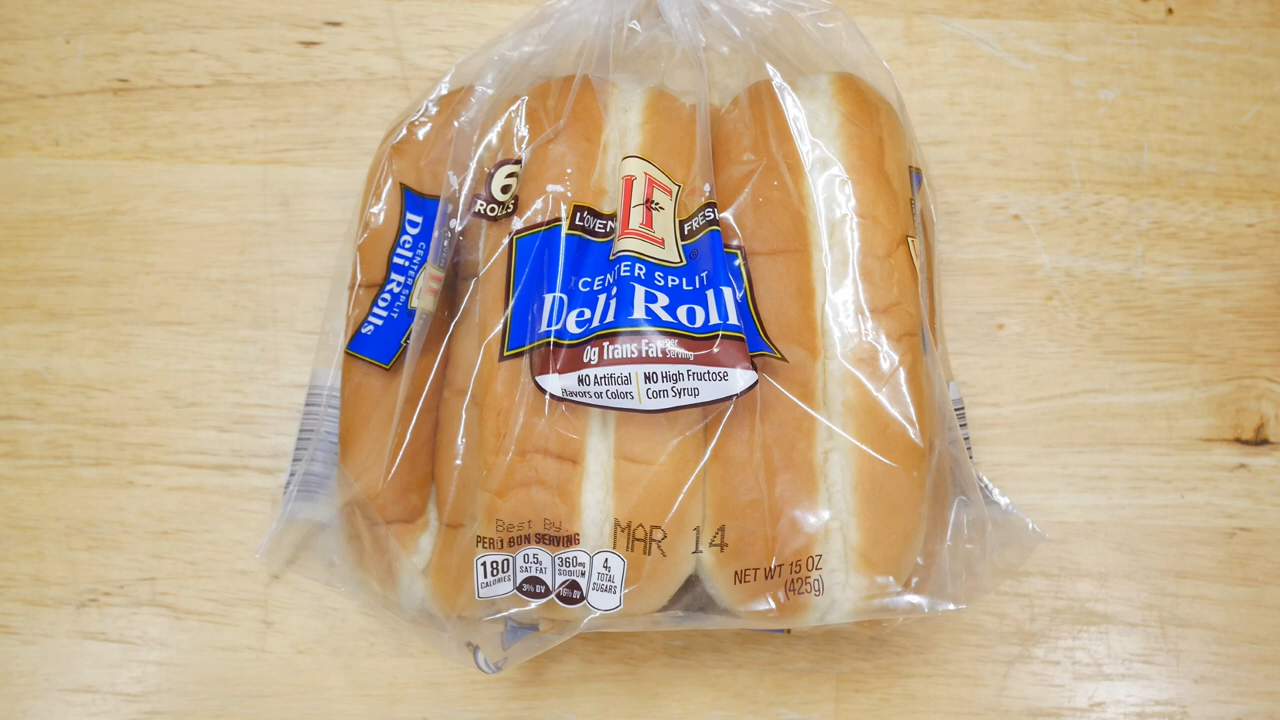 6
ROLLS
LF
L'OVEN FRESH
CENTER SPLIT
Deli Roll
0g Trans Fat per Serving
NO Artificial
Flavors or Colors
NO High Fructose
Corn Syrup
CENTER SPLIT
Deli Rolls
Best By
MAR 14
PER 1 BUN SERVING
180
CALORIES
0.5g
SAT FAT
3% DV
360mg
SODIUM
16% DV
4g
TOTAL
SUGARS
NET WT 15 OZ
(425g)